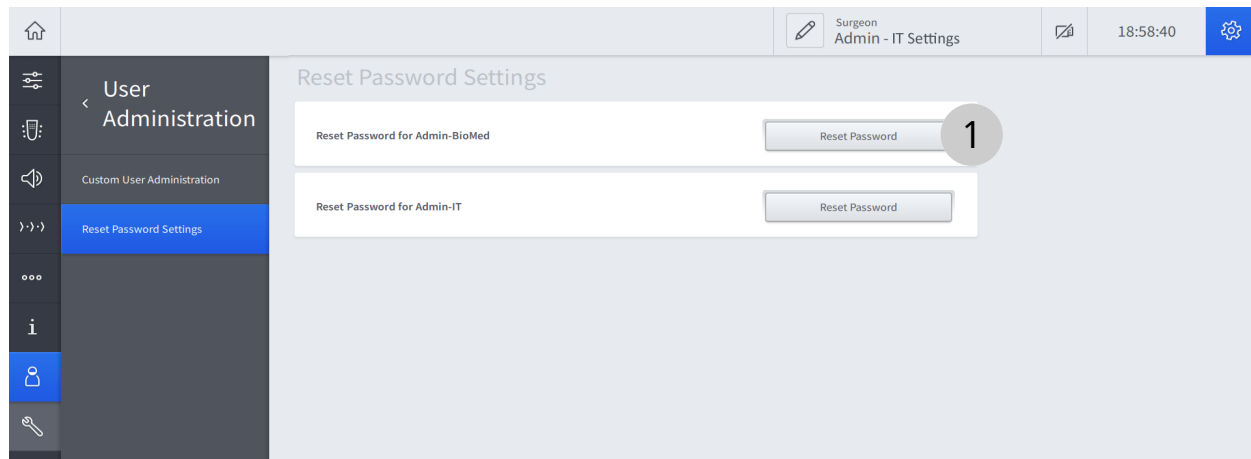 Surgeon
Admin - IT Settings
18:58:40
User
Administration
Custom User Administration
Reset Password Settings
Reset Password Settings
Reset Password for Admin-BioMed
Reset Password
1
Reset Password for Admin-IT
Reset Password